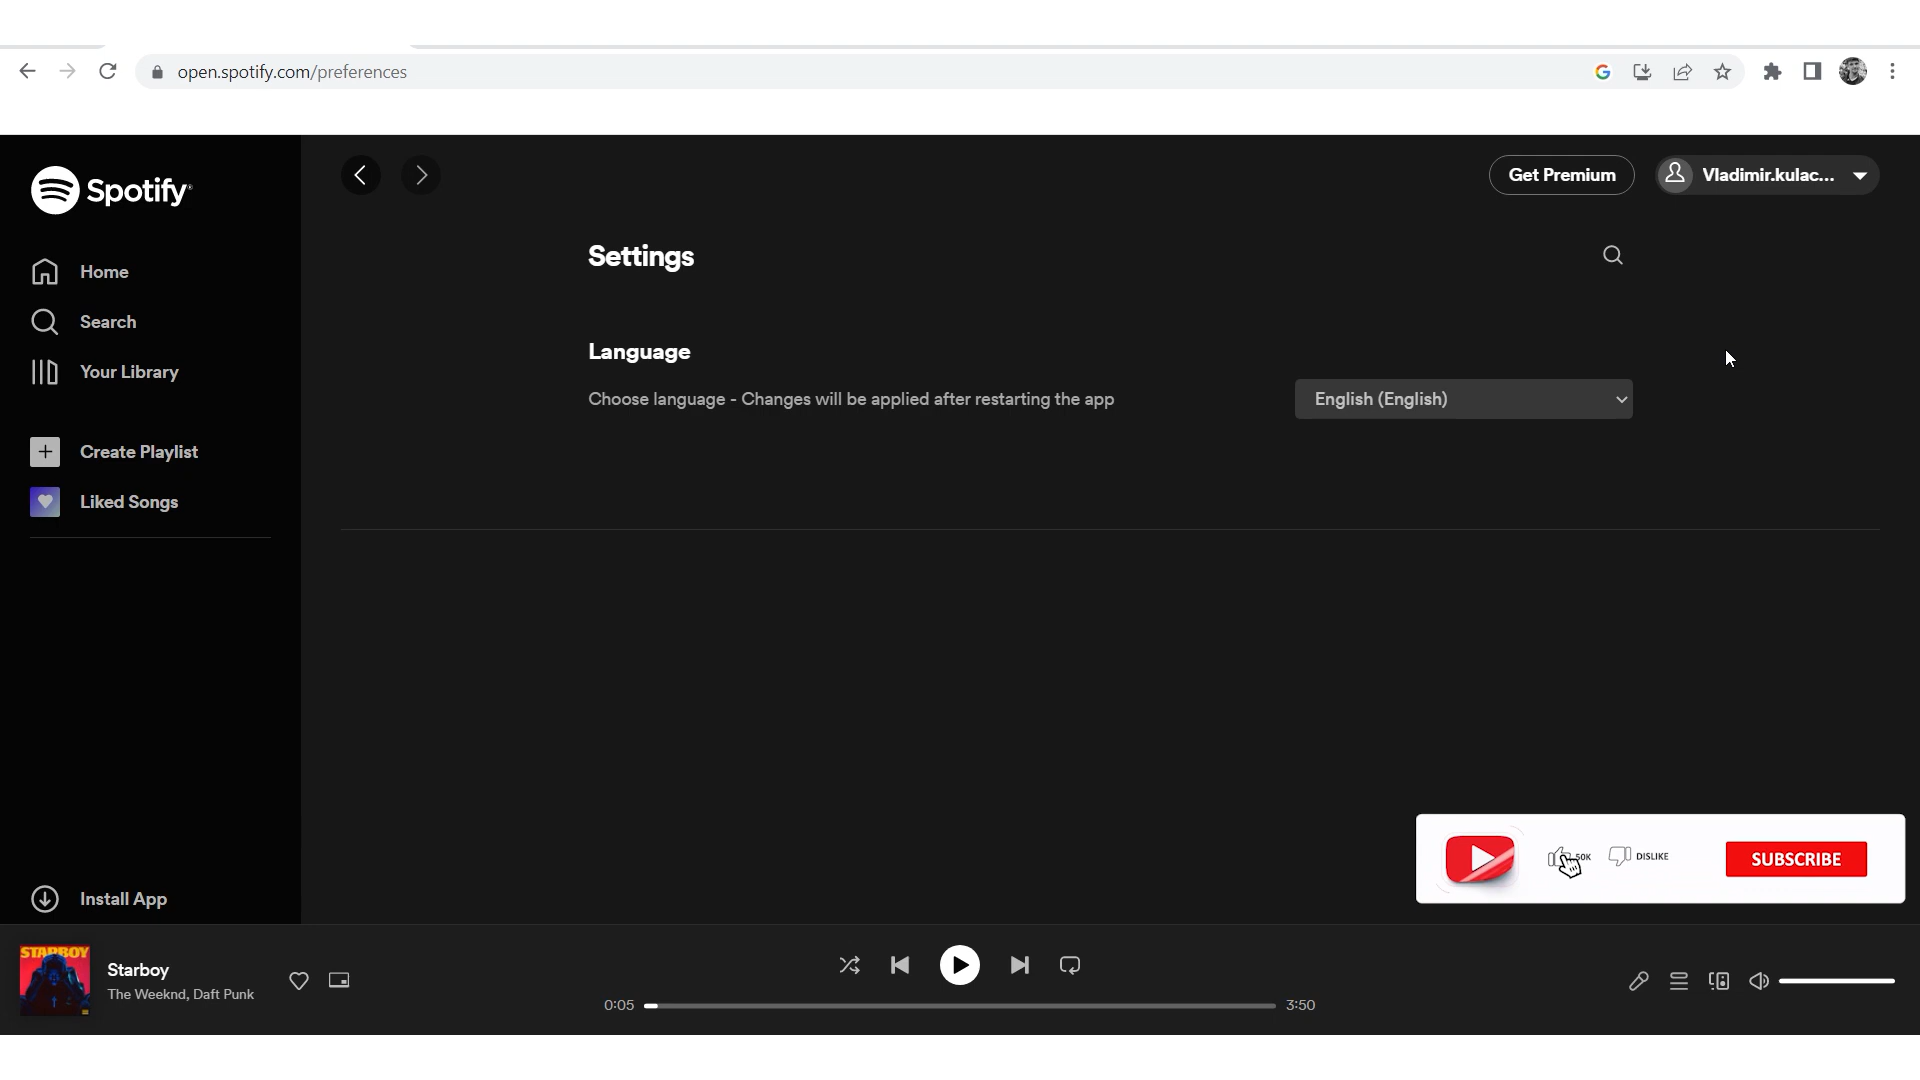 open.spotify.com/preferences
Spotify
Get Premium
Vladimir.kulac...
Home
Search
Your Library
Create Playlist
Liked Songs
Install App
Settings
Language
Choose language - Changes will be applied after restarting the app
English (English)
50K
DISLIKE
SUBSCRIBE
STARBOY
Starboy
The Weeknd, Daft Punk
0:05
3:50